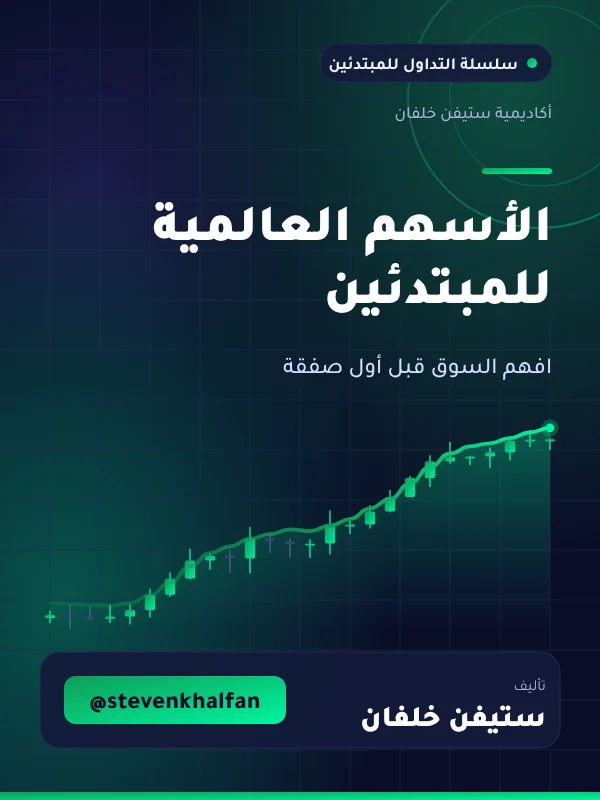 سلسلة التداول للمبتدئين
أكاديمية ستيفن خلفان
الأسهم العالمية
للمبتدئين
افهم السوق قبل أول صفقة
تأليف
ستيفن خلفان
@stevenkhalfan